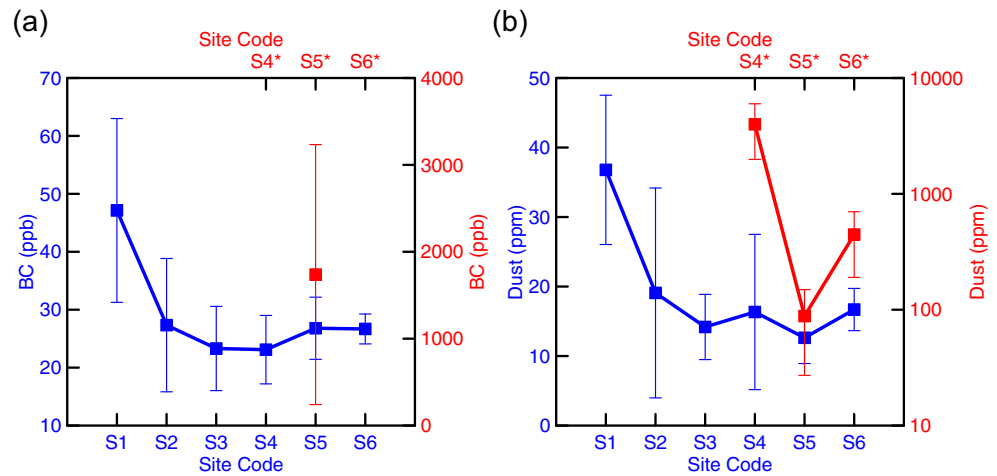 (a)
Site Code
S4* S5* S6*
70
60
50
40
30
20
10
BC (ppb)
4000
3000
2000
1000
0
BC (ppb)
S1 S2 S3 S4 S5 S6
Site Code
(b)
Site Code
S4* S5* S6*
50
40
30
20
10
0
Dust (ppm)
10000
1000
100
10
Dust (ppm)
S1 S2 S3 S4 S5 S6
Site Code